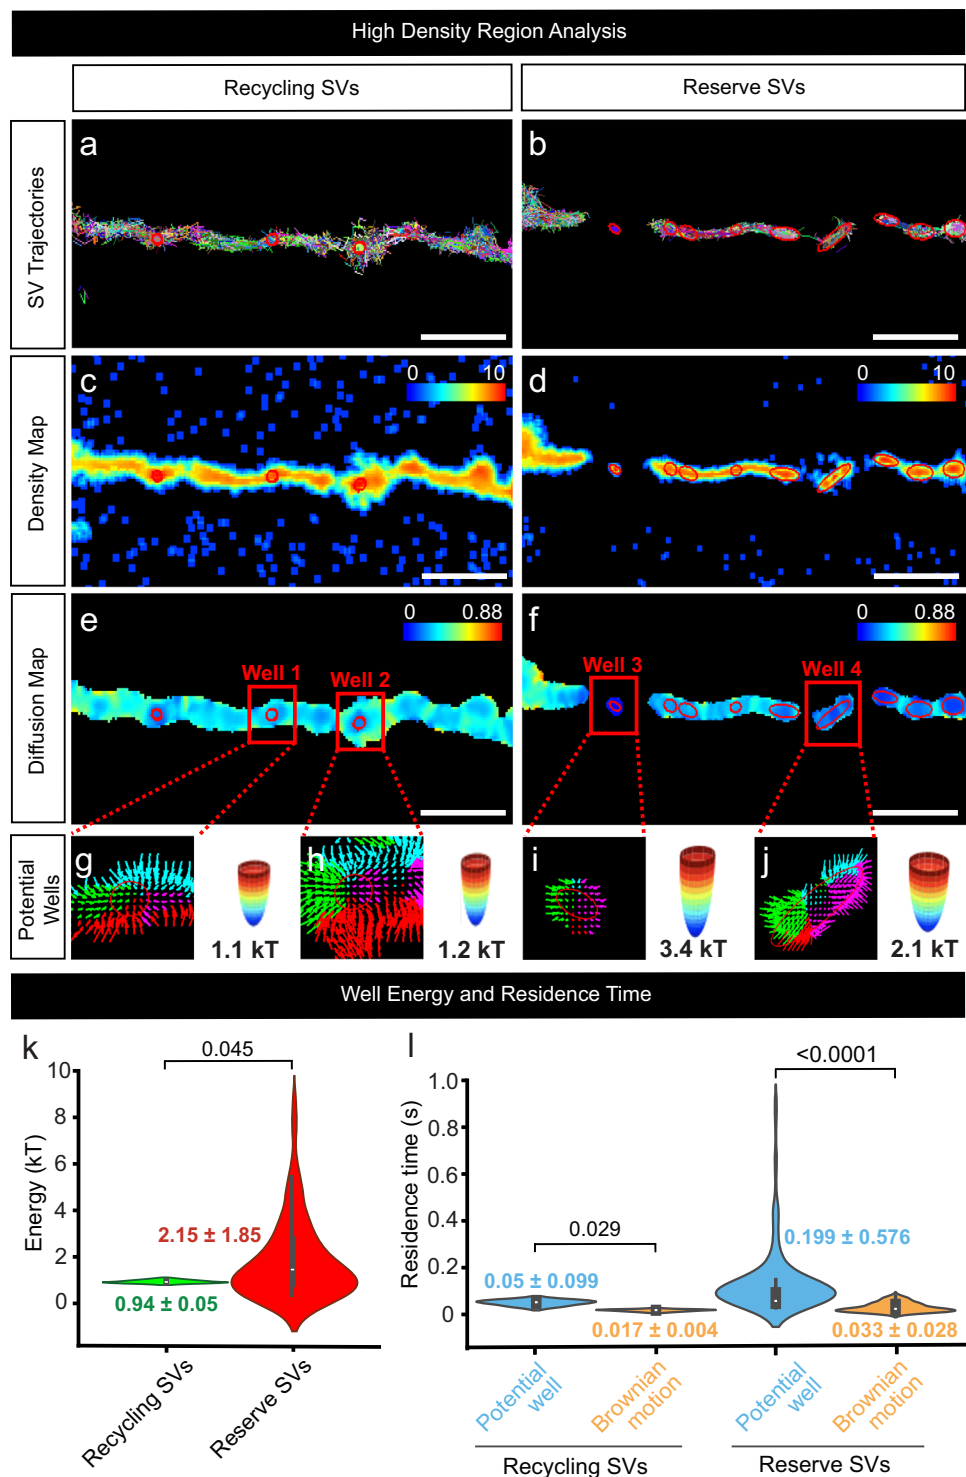 High Density Region Analysis
Recycling SVs
Reserve SVs
SV Trajectories
a
b
Density Map
c
0 10
d
0 10
Diffusion Map
e
0 0.88
Well 1
Well 2
f
0 0.88
Well 3
Well 4
Potential
Wells
g
1.1 kT
h
1.2 kT
i
3.4 kT
j
2.1 kT
Well Energy and Residence Time
k
0.045
Energy (kT)
10
8
6
4
2
0
2.15 ± 1.85
0.94 ± 0.05
Recycling SVs
Reserve SVs
l
<0.0001
Residence time (s)
1.0
0.8
0.6
0.4
0.2
0
0.029
0.05 ± 0.099
0.017 ± 0.004
0.199 ± 0.576
0.033 ± 0.028
Potential
well
Brownian
motion
Potential
well
Brownian
motion
Recycling SVs
Reserve SVs